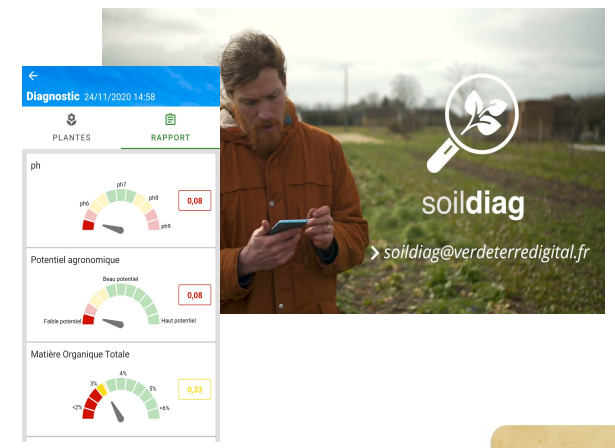 Diagnostic 24/11/2020 14:58
PLANTES
RAPPORT
ph
ph6
ph7
ph8
ph9
0,08
Potentiel agronomique
Beau potentiel
Faible potentiel
Haut potentiel
0,08
Matière Organique Totale
<2%
3%
4%
5%
>6%
0,33
soildiag
soildiag@verdeterredigital.fr